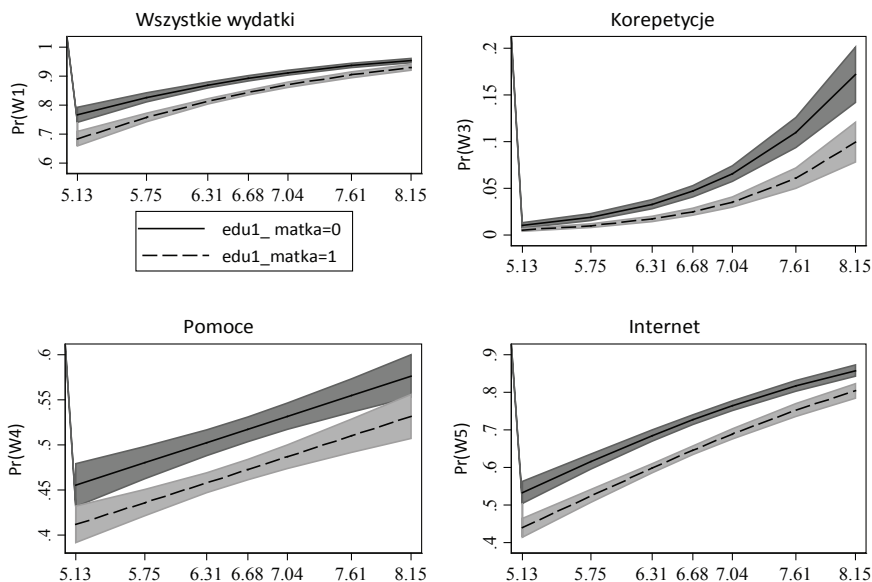 Wszystkie wydatki
Pr(W1)
1
.9
.8
.7
.6
5.13 5.75 6.31 6.68 7.04 7.61 8.15
edu1_ matka=0
edu1_matka=1
Korepetycje
Pr(W3)
.2
.15
.1
.05
0
5.13 5.75 6.31 6.68 7.04 7.61 8.15
Pomoce
Pr(W4)
.6
.55
.5
.45
.4
5.13 5.75 6.31 6.68 7.04 7.61 8.15
Internet
Pr(W5)
.9
.8
.7
.6
.5
.4
5.13 5.75 6.31 6.68 7.04 7.61 8.15